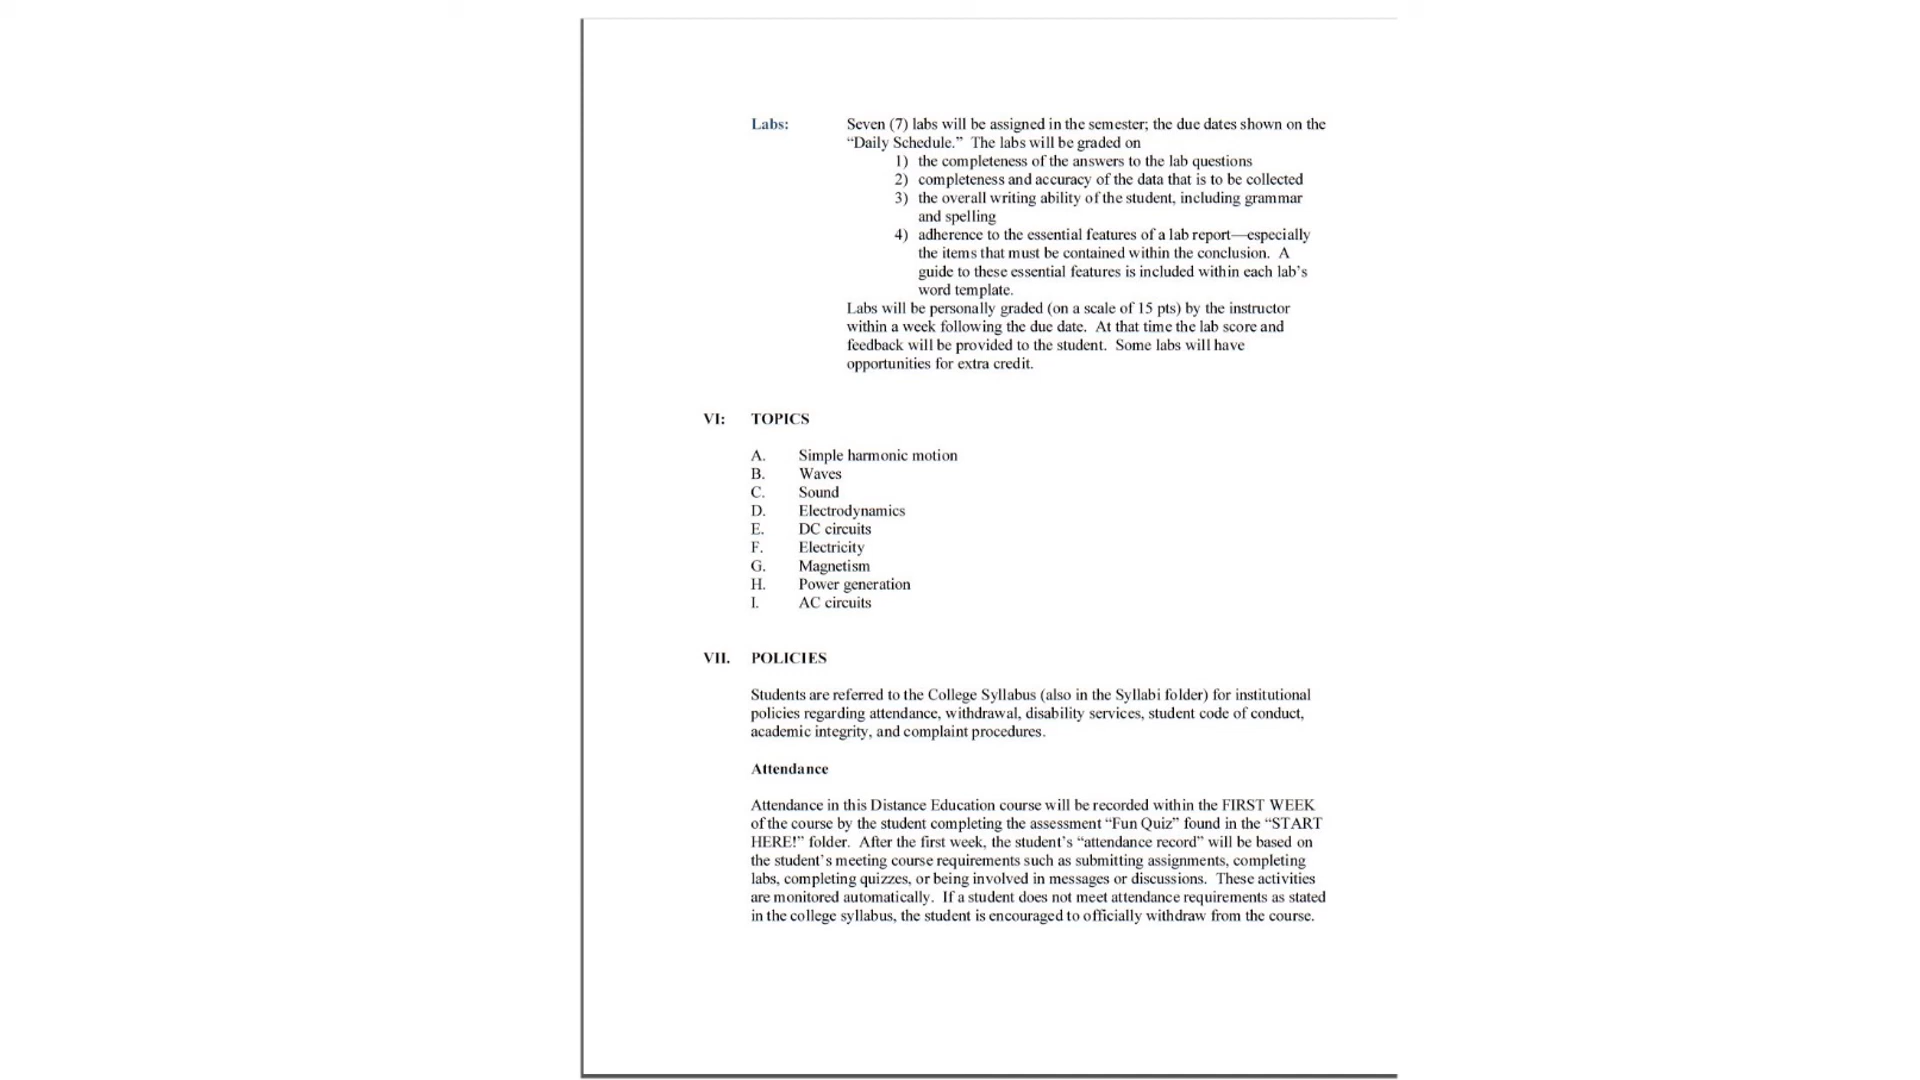 Labs: Seven (7) labs will be assigned in the semester; the due dates shown on the
“Daily Schedule.” The labs will be graded on
1) the completeness of the answers to the lab questions
2) completeness and accuracy of the data that is to be collected
3) the overall writing ability of the student, including grammar
and spelling
4) adherence to the essential features of a lab report—especially
the items that must be contained within the conclusion. A
guide to these essential features is included within each lab’s
word template.
Labs will be personally graded (on a scale of 15 pts) by the instructor
within a week following the due date. At that time the lab score and
feedback will be provided to the student. Some labs will have
opportunities for extra credit.
VI: TOPICS
A. Simple harmonic motion
B. Waves
C. Sound
D. Electrodynamics
E. DC circuits
F. Electricity
G. Magnetism
H. Power generation
I. AC circuits
VII. POLICIES
Students are referred to the College Syllabus (also in the Syllabi folder) for institutional
policies regarding attendance, withdrawal, disability services, student code of conduct,
academic integrity, and complaint procedures.
Attendance
Attendance in this Distance Education course will be recorded within the FIRST WEEK
of the course by the student completing the assessment “Fun Quiz” found in the “START
HERE!” folder. After the first week, the student’s “attendance record” will be based on
the student’s meeting course requirements such as submitting assignments, completing
labs, completing quizzes, or being involved in messages or discussions. These activities
are monitored automatically. If a student does not meet attendance requirements as stated
in the college syllabus, the student is encouraged to officially withdraw from the course.